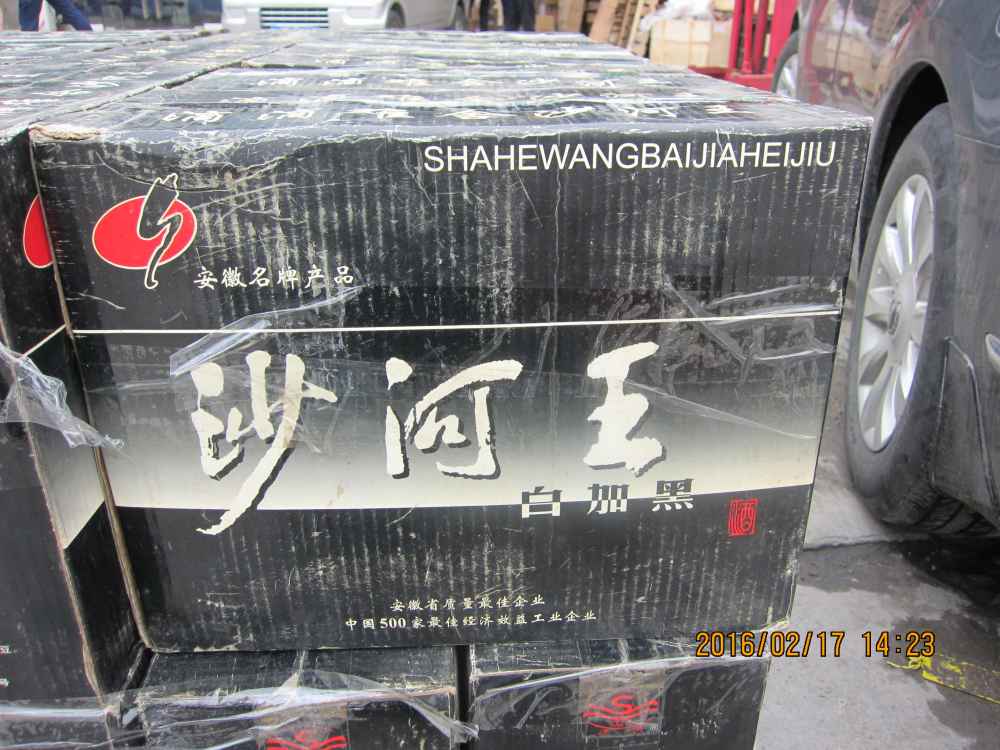 SHAHEWANGBAIJIAHEIJIU
安徽名牌产品
沙河王
白加黑
酒
安徽省质量最佳企业
中国500家最佳经济效益工业企业
2016/02/17 14:23